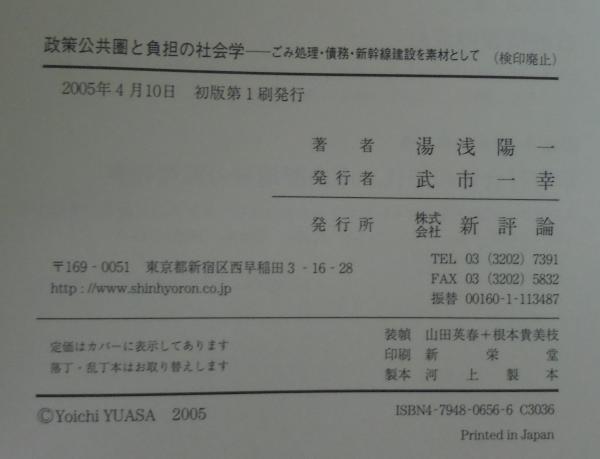 政策公共圏と負担の社会学――ごみ処理・債務・新幹線建設を素材として （検印廃止）
2005年4月10日　初版第1刷発行
著者　湯浅陽一
発行者　武市一幸
発行所　株式会社　新評論
〒169-0051　東京都新宿区西早稲田3-16-28
http://www.shinhyoron.co.jp
TEL 03 (3202) 7391
FAX 03 (3202) 5832
振替 00160-1-113487
定価はカバーに表示してあります
落丁・乱丁本はお取り替えします
装幀　山田英春＋根本貴美枝
印刷　新栄堂
製本　河上製本
©Yoichi YUASA 2005
ISBN4-7948-0656-6 C3036
Printed in Japan